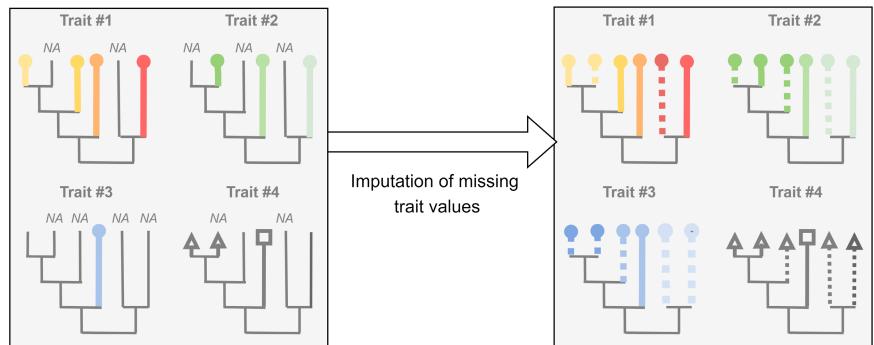 Trait #1
NA NA
Trait #2
NA NA NA
Trait #3
NA NA NA NA
Trait #4
NA NA
Imputation of missing
trait values
Trait #1
Trait #2
Trait #3
Trait #4